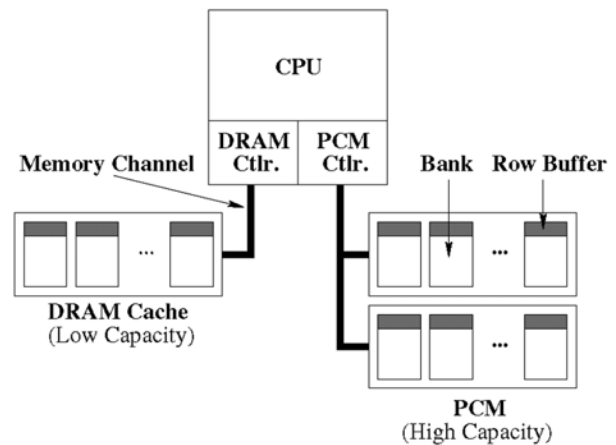 CPU
DRAM
Ctlr.
PCM
Ctlr.
Memory Channel
Bank
Row Buffer
...
...
DRAM Cache
(Low Capacity)
...
PCM
(High Capacity)